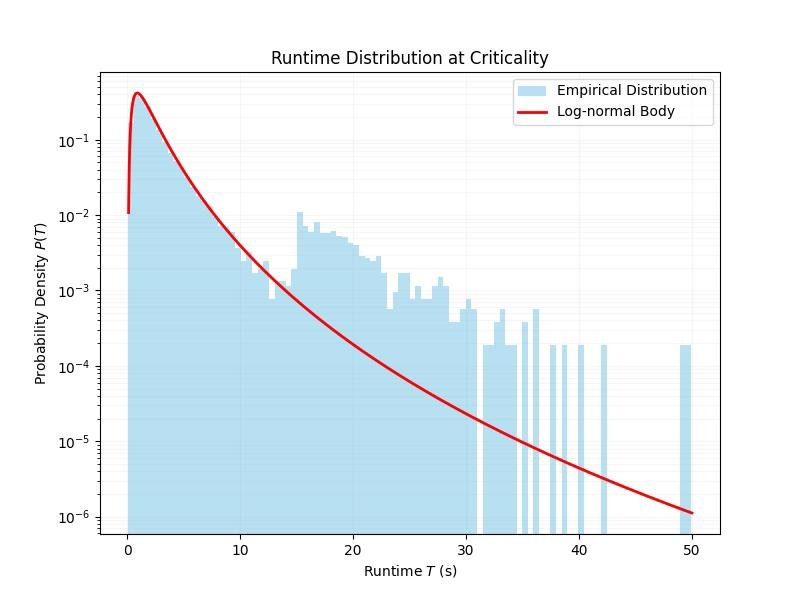 Runtime Distribution at Criticality
Empirical Distribution
Log-normal Body
Probability Density P(T)
10⁻¹
10⁻²
10⁻³
10⁻⁴
10⁻⁵
10⁻⁶
0 10 20 30 40 50
Runtime T (s)